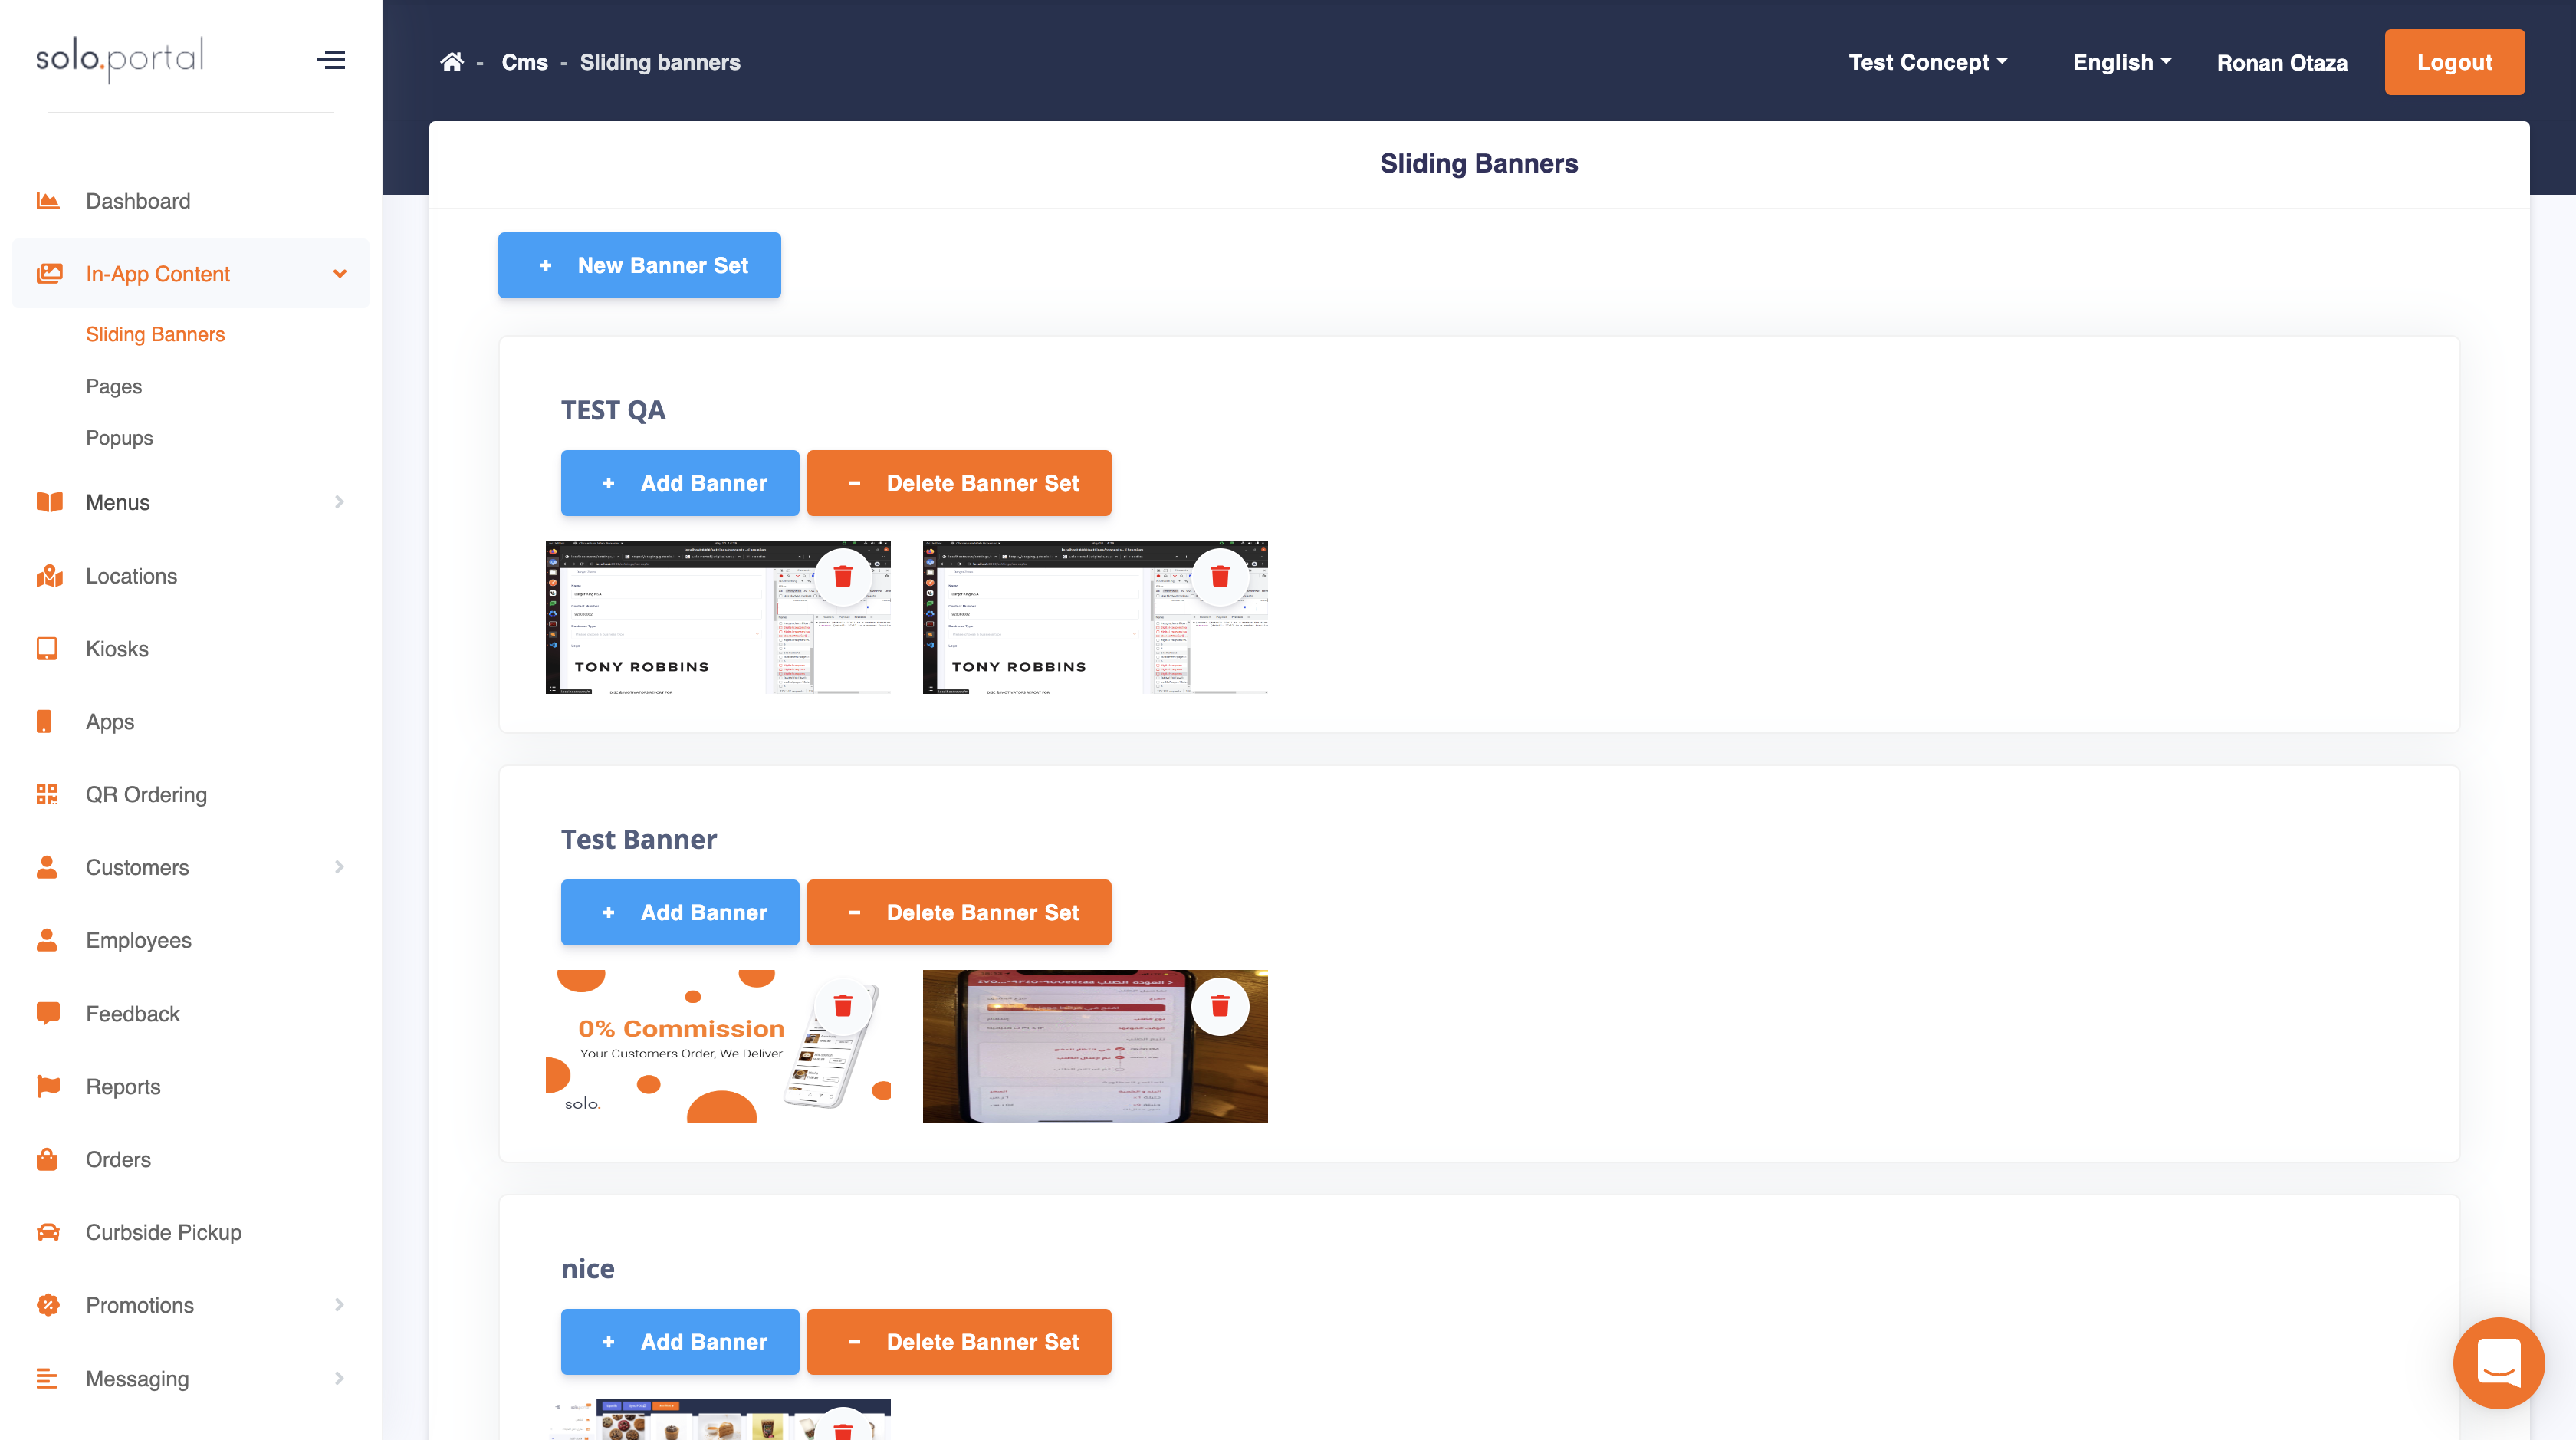 solo.portal
- Cms - Sliding banners
Test Concept
English
Ronan Otaza
Logout
Dashboard
In-App Content
Sliding Banners
Pages
Popups
Menus
Locations
Kiosks
Apps
QR Ordering
Customers
Employees
Feedback
Reports
Orders
Curbside Pickup
Promotions
Messaging
Sliding Banners
+ New Banner Set
TEST QA
+ Add Banner
- Delete Banner Set
TONY ROBBINS
TONY ROBBINS
Test Banner
+ Add Banner
- Delete Banner Set
0% Commission
Your Customers Order, We Deliver
solo.
nice
+ Add Banner
- Delete Banner Set